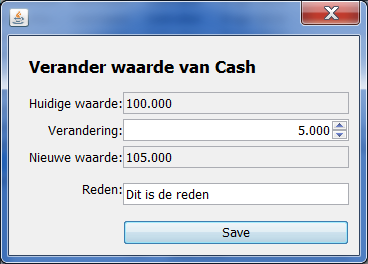 Verander waarde van Cash
Huidige waarde: 100.000
Verandering: 5.000
Nieuwe waarde: 105.000
Reden: Dit is de reden
Save